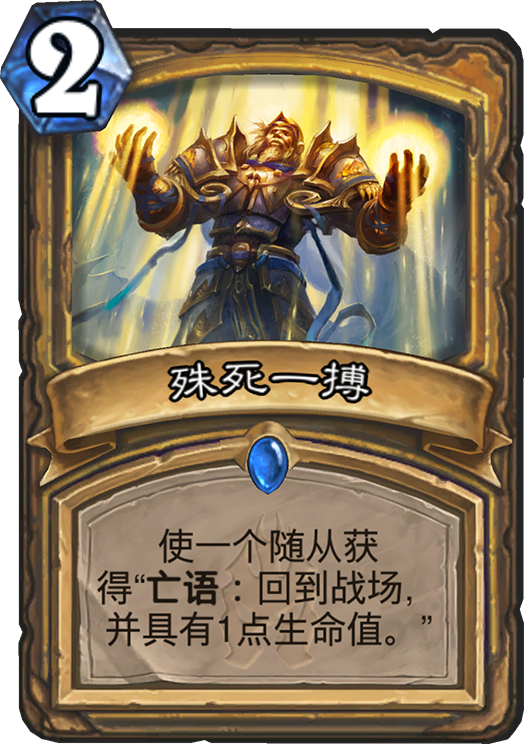 2
殊死一搏
使一个随从获
得“亡语：回到战场，
并具有1点生命值。”